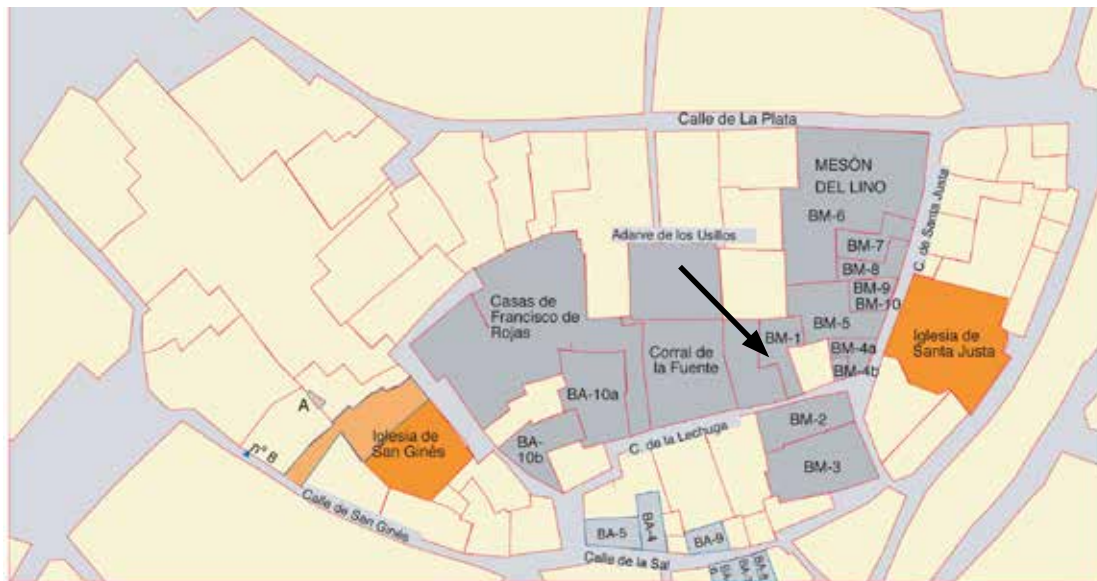 Calle de La Plata
MESÓN
DEL LINO
C. de Santa Justa
BM-6
Adarve de los Usillos
BM-7
BM-8
BM-9
BM-10
Casas de
Francisco de
Rojas
BM-5
BM-1
Iglesia de
Santa Justa
Corral de
la Fuente
BM-4a
BM-4b
BA-10a
A
BM-2
Iglesia de
San Ginés
C. de la Lechuga
BA-
10b
nº 8
BM-3
Calle de San Ginés
BA-5
BA-4
BA-9
Calle de la Sal